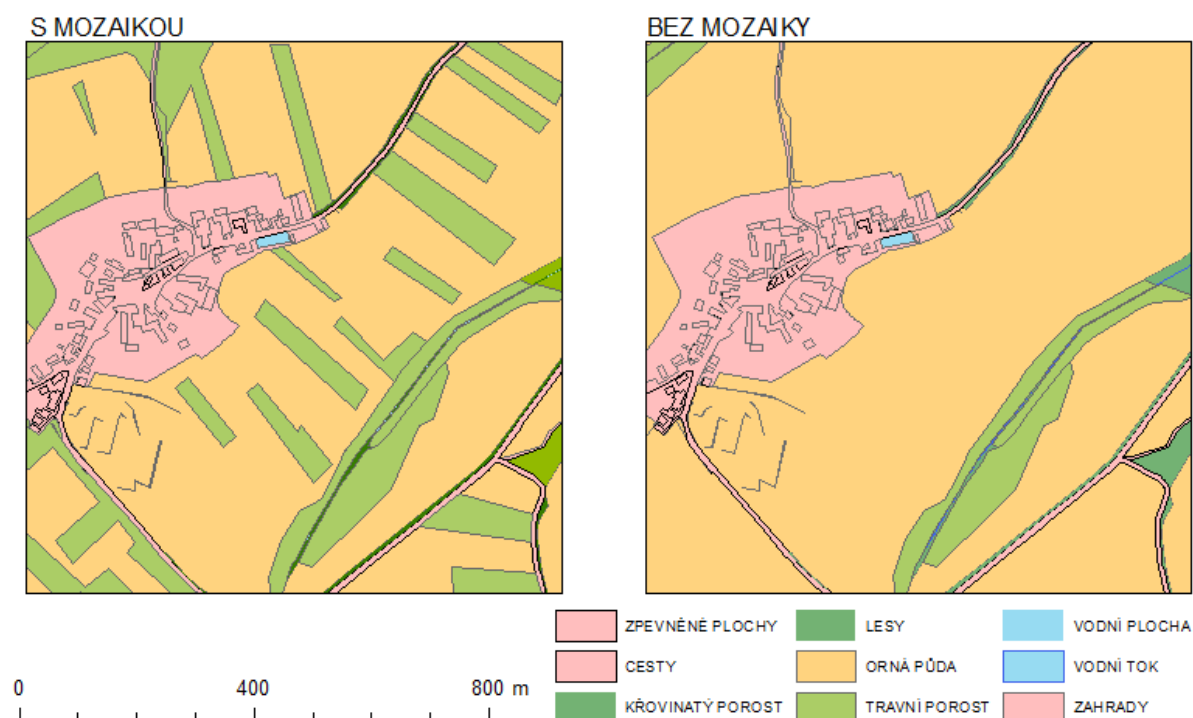 S MOZAIKOU
BEZ MOZAIKY
ZPEVNĚNÉ PLOCHY
LESY
VODNÍ PLOCHA
CESTY
ORNÁ PŮDA
VODNÍ TOK
KŘOVINATÝ POROST
TRAVNÍ POROST
ZAHRADY
0 400 800 m